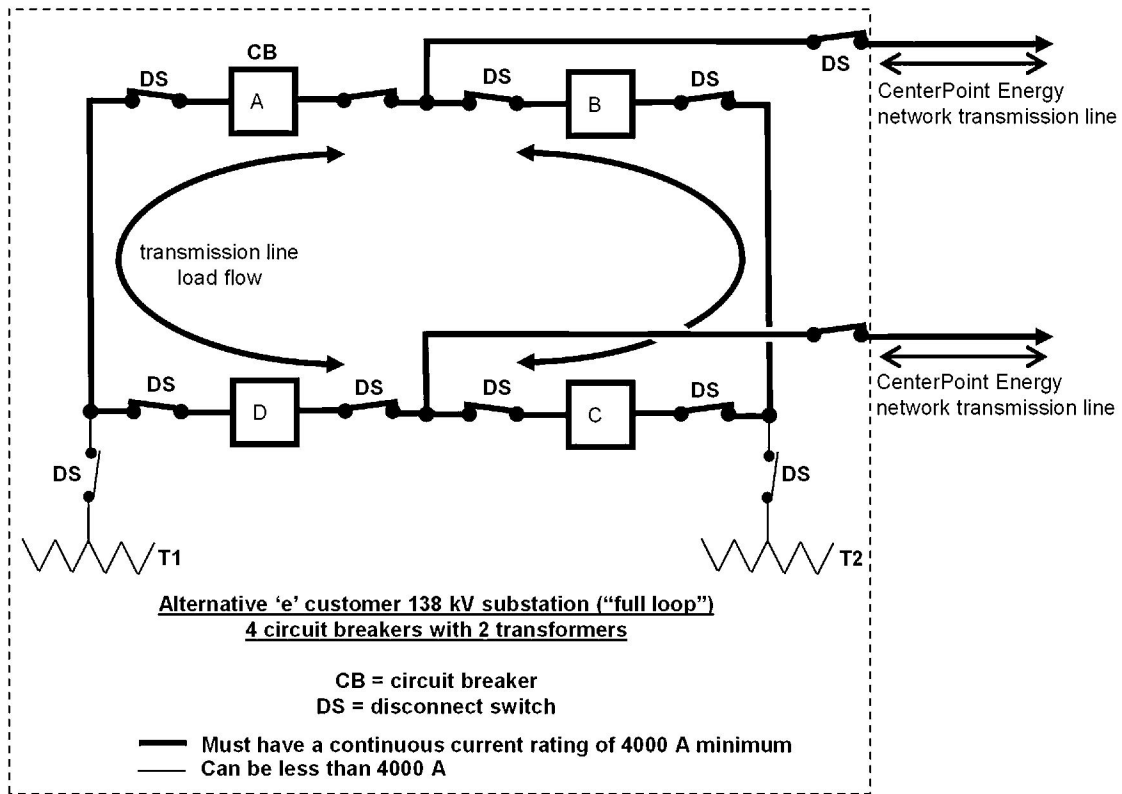 CB
DS
DS
DS
DS
A
B
CenterPoint Energy
network transmission line
transmission line
load flow
DS
DS
DS
DS
D
C
CenterPoint Energy
network transmission line
DS
DS
T1
T2
Alternative ‘e’ customer 138 kV substation (“full loop”)
4 circuit breakers with 2 transformers
CB = circuit breaker
DS = disconnect switch
Must have a continuous current rating of 4000 A minimum
Can be less than 4000 A